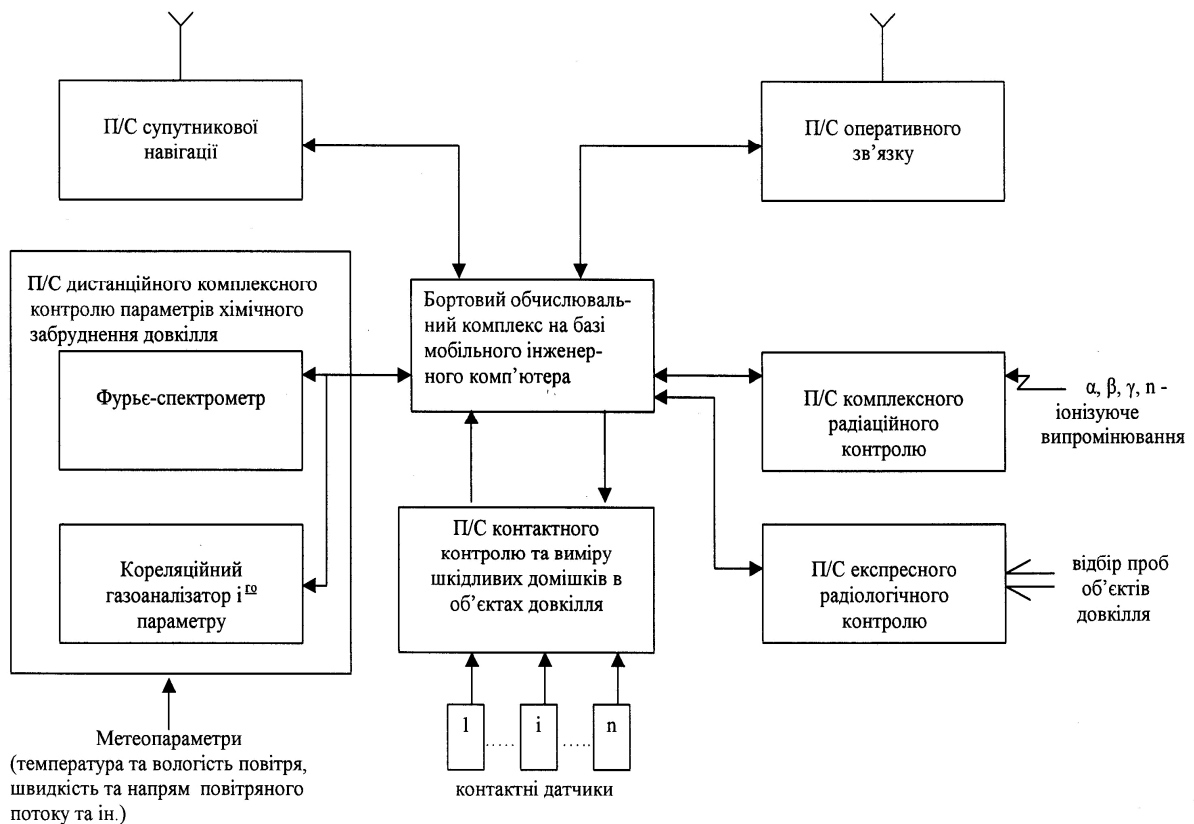 П/С супутникової
навігації
П/С оперативного
зв’язку
П/С дистанційного комплексного
контролю параметрів хімічного
забруднення довкілля
Фурьє-спектрометр
Кореляційний
газоаналізатор i го
параметру
Бортовий обчислюваль-
ний комплекс на базі
мобільного інженер-
ного комп’ютера
П/С контактного
контролю та виміру
шкідливих домішків в
об’єктах довкілля
П/С комплексного
радіаційного
контролю
α, β, γ, n -
іонізуюче
випромінювання
П/С експресного
радіологічного
контролю
відбір проб
об’єктів
довкілля
1 ..... i ..... n
контактні датчики
Метеопараметри
(температура та вологість повітря,
швидкість та напрям повітряного
потоку та ін.)